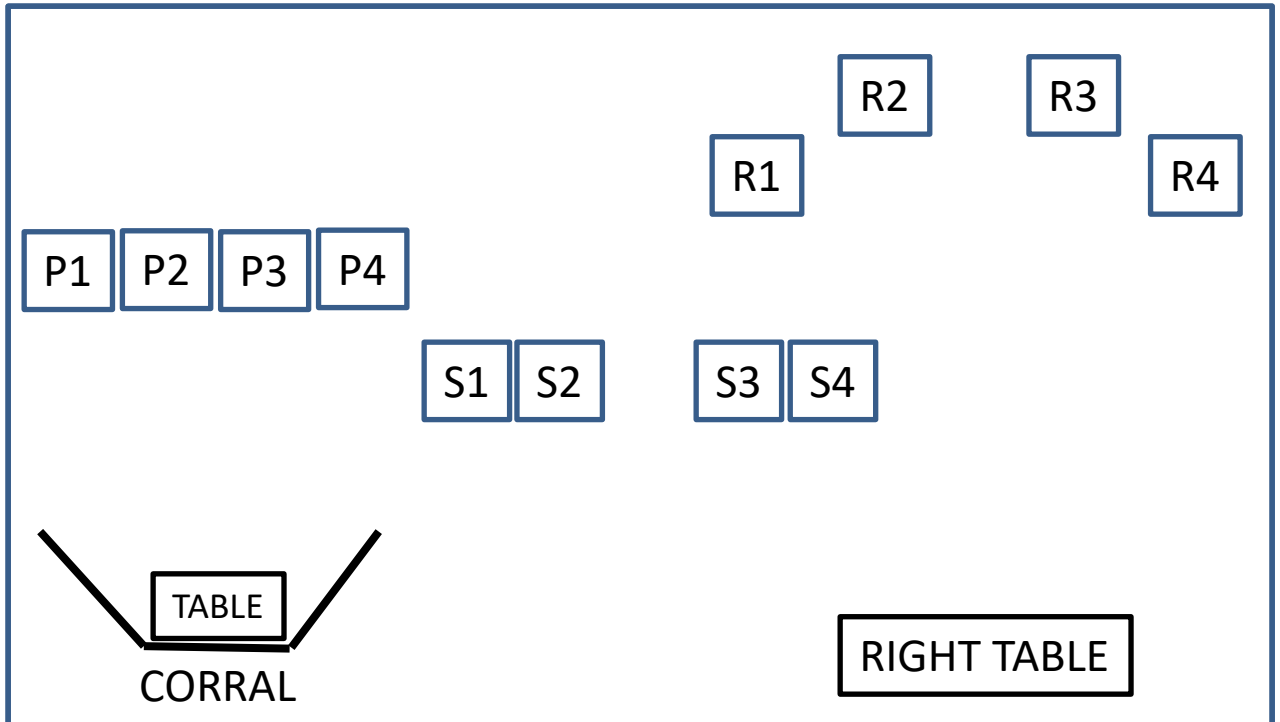 R2 R3
R1 R4
P1 P2 P3 P4
S1 S2 S3 S4
TABLE
RIGHT TABLE
CORRAL